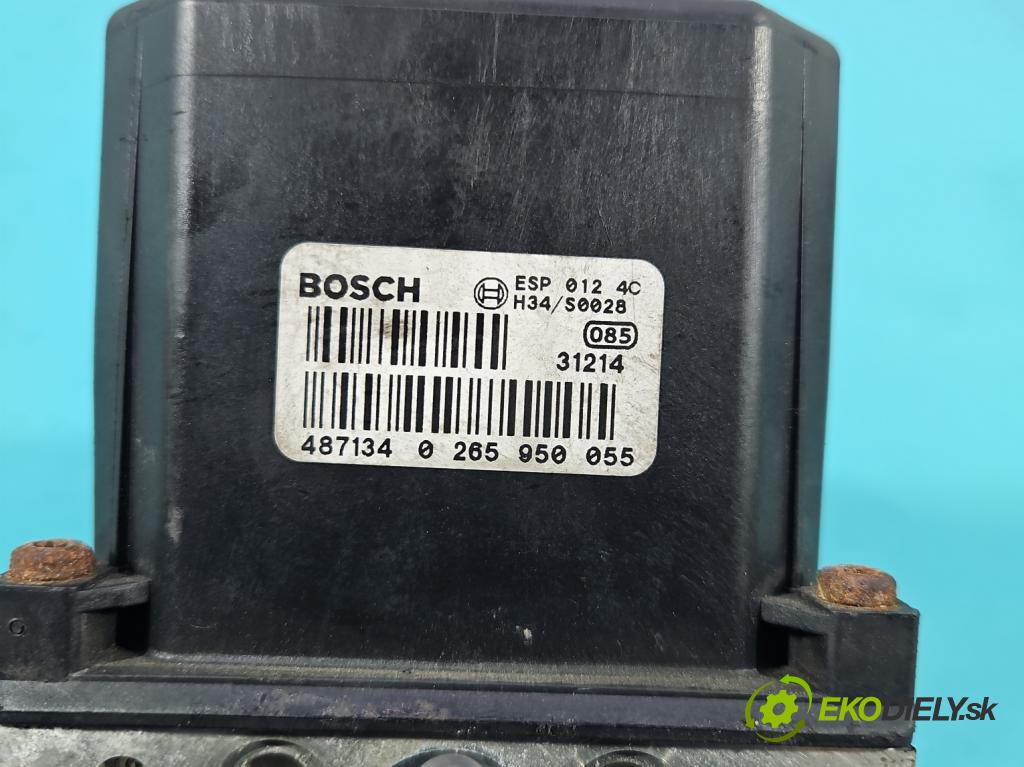 BOSCH
ESP 012 4C
H34/S0028
085
31214
487134 0 265 950 055
EKODIELY.sk